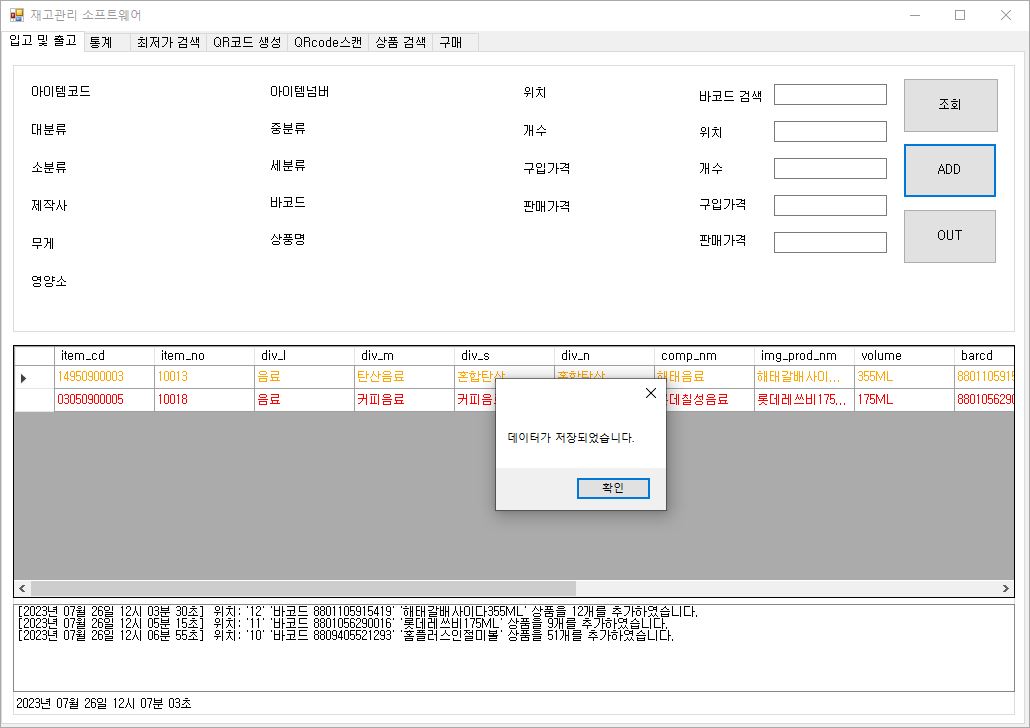 재고관리 소프트웨어
입고 및 출고 통계 최저가 검색 QR코드 생성 QRcode스캔 상품 검색 구매
아이템코드 아이템넘버 위치 바코드 검색 조회
대분류 중분류 개수 위치
소분류 세분류 구입가격 개수 ADD
제작사 바코드 판매가격 구입가격
무게 상품명 판매가격 OUT
영양소
item_cd item_no div_l div_m div_s div_n comp_nm img_prod_nm volume barcd
14950900003 10013 음료 탄산음료 혼합탄산 혼합탄산 해태음료 해태갈배사이... 355ML 8801105915
03050900005 10018 음료 커피음료 커피음 데칠성음료 롯데레쓰비175,.. 175ML 8801056290
데이터가 저장되었습니다.
확인
[2023년 07월 26일 12시 03분 30초] 위치: '12' '바코드 8801105915419' '해태갈배사이다355ML' 상품을 12개를 추가하였습니다.
[2023년 07월 26일 12시 05분 15초] 위치: '11' '바코드 8801056290016' '롯데레쓰비175ML' 상품을 9개를 추가하였습니다.
[2023년 07월 26일 12시 06분 55초] 위치: '10' '바코드 8809405521293' '홈플러스인절미볼' 상품을 51개를 추가하였습니다.
2023년 07월 26일 12시 07분 03초